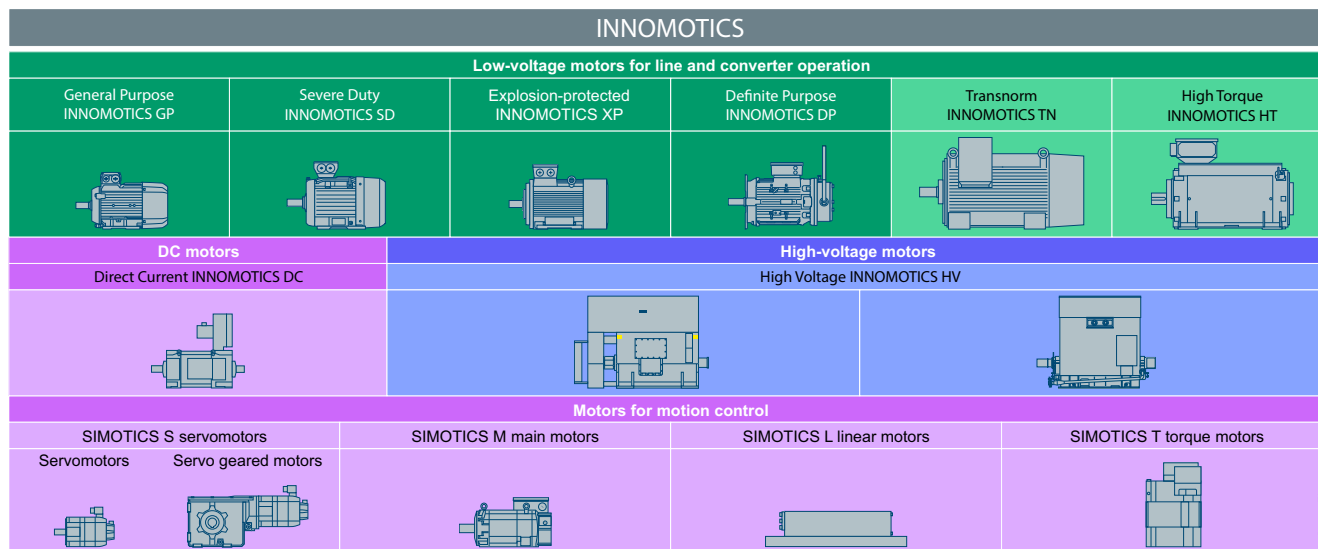 INNOMOTICS
Low-voltage motors for line and converter operation
General Purpose
INNOMOTICS GP
Severe Duty
INNOMOTICS SD
Explosion-protected
INNOMOTICS XP
Definite Purpose
INNOMOTICS DP
Transnorm
INNOMOTICS TN
High Torque
INNOMOTICS HT
DC motors
High-voltage motors
Direct Current INNOMOTICS DC
High Voltage INNOMOTICS HV
Motors for motion control
SIMOTICS S servomotors
SIMOTICS M main motors
SIMOTICS L linear motors
SIMOTICS T torque motors
Servomotors
Servo geared motors